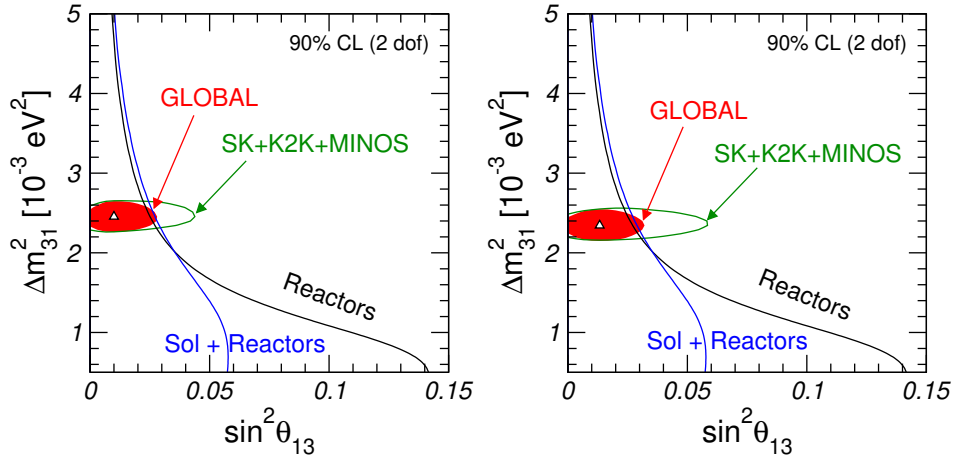 5
4
3
2
1
Δm²₃₁ [10⁻³ eV²]
90% CL (2 dof)
GLOBAL
SK+K2K+MINOS
Reactors
Sol + Reactors
0
0.05
0.1
0.15
sin²θ₁₃
5
4
3
2
1
Δm²₃₁ [10⁻³ eV²]
90% CL (2 dof)
GLOBAL
SK+K2K+MINOS
Reactors
Sol + Reactors
0
0.05
0.1
0.15
sin²θ₁₃